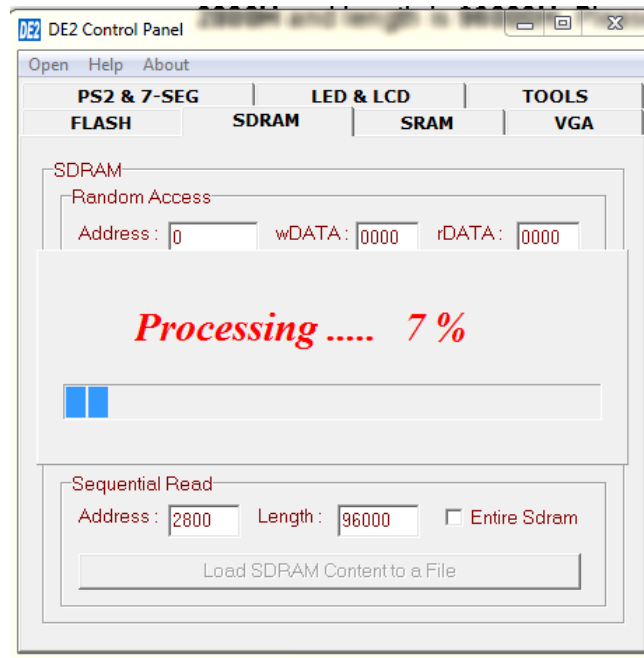 DE2 DE2 Control Panel
Open Help About
PS2 & 7-SEG LED & LCD TOOLS
FLASH SDRAM SRAM VGA
SDRAM
Random Access
Address : 0 wDATA : 0000 rDATA : 0000
Processing ..... 7 %
Sequential Read
Address : 2800 Length : 96000 Entire Sdram
Load SDRAM Content to a File